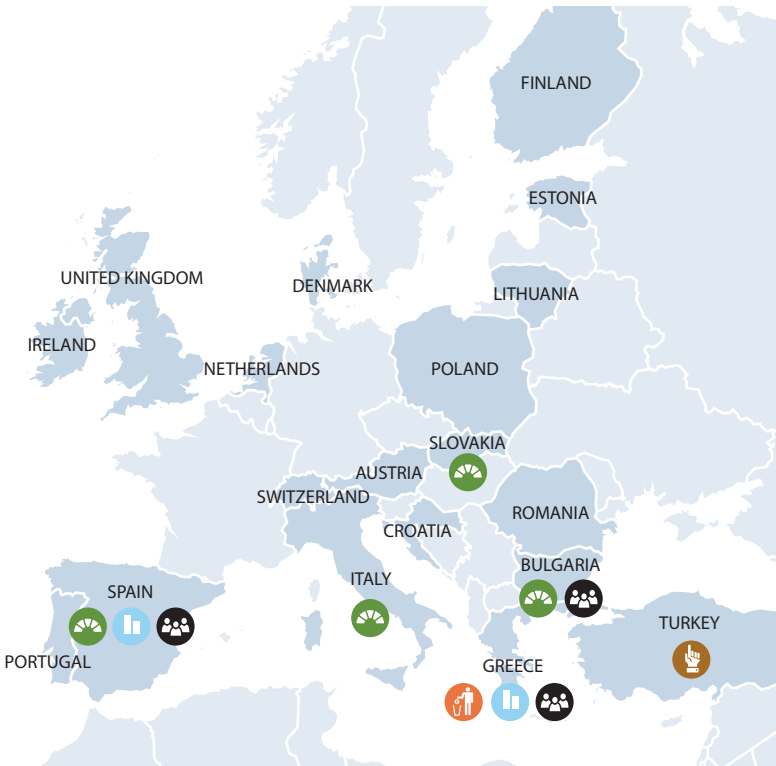 FINLAND
ESTONIA
UNITED KINGDOM
DENMARK
LITHUANIA
IRELAND
NETHERLANDS
POLAND
SLOVAKIA
AUSTRIA
SWITZERLAND
ROMANIA
CROATIA
BULGARIA
ITALY
SPAIN
TURKEY
PORTUGAL
GREECE